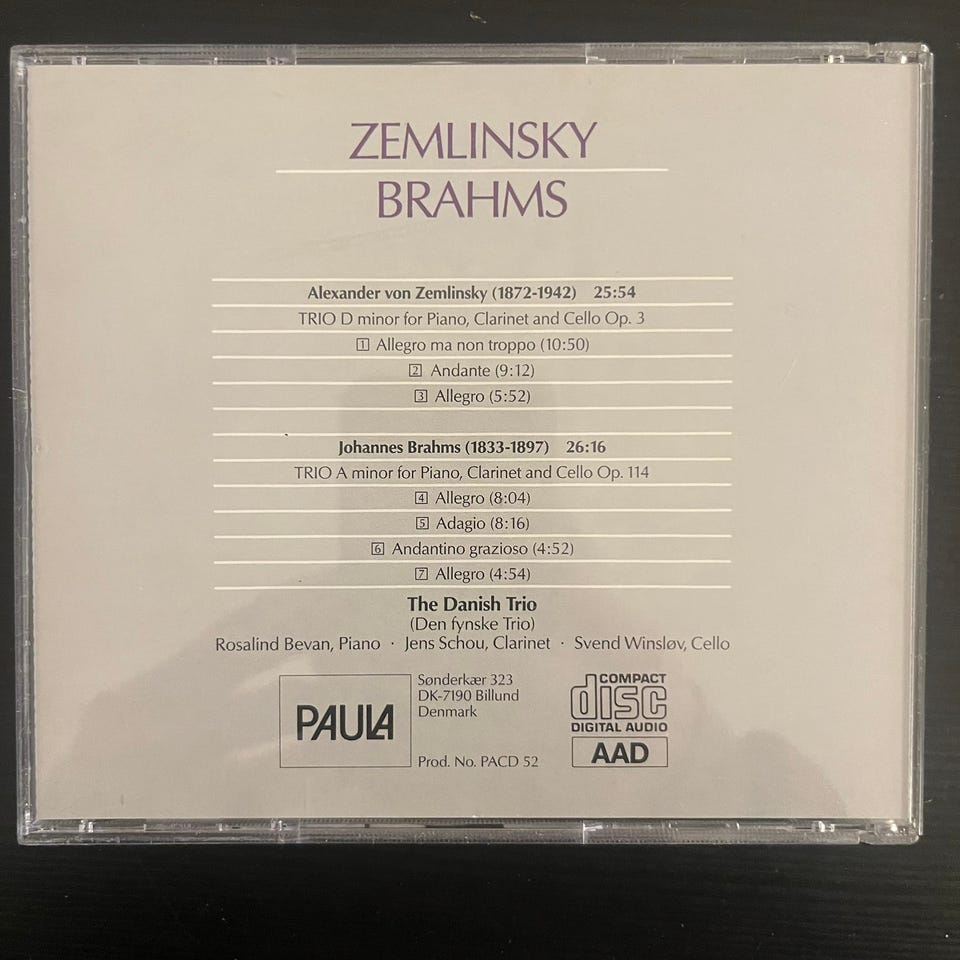 ZEMLINSKY
BRAHMS
Alexander von Zemlinsky (1872-1942) 25:54
TRIO D minor for Piano, Clarinet and Cello Op. 3
1 Allegro ma non troppo (10:50)
2 Andante (9:12)
3 Allegro (5:52)
Johannes Brahms (1833-1897) 26:16
TRIO A minor for Piano, Clarinet and Cello Op. 114
4 Allegro (8:04)
5 Adagio (8:16)
6 Andantino grazioso (4:52)
7 Allegro (4:54)
The Danish Trio
(Den fynske Trio)
Rosalind Bevan, Piano · Jens Schou, Clarinet · Svend Winsløv, Cello
PAULA
Sønderkær 323
DK-7190 Billund
Denmark
Prod. No. PACD 52
COMPACT
disc
DIGITAL AUDIO
AAD